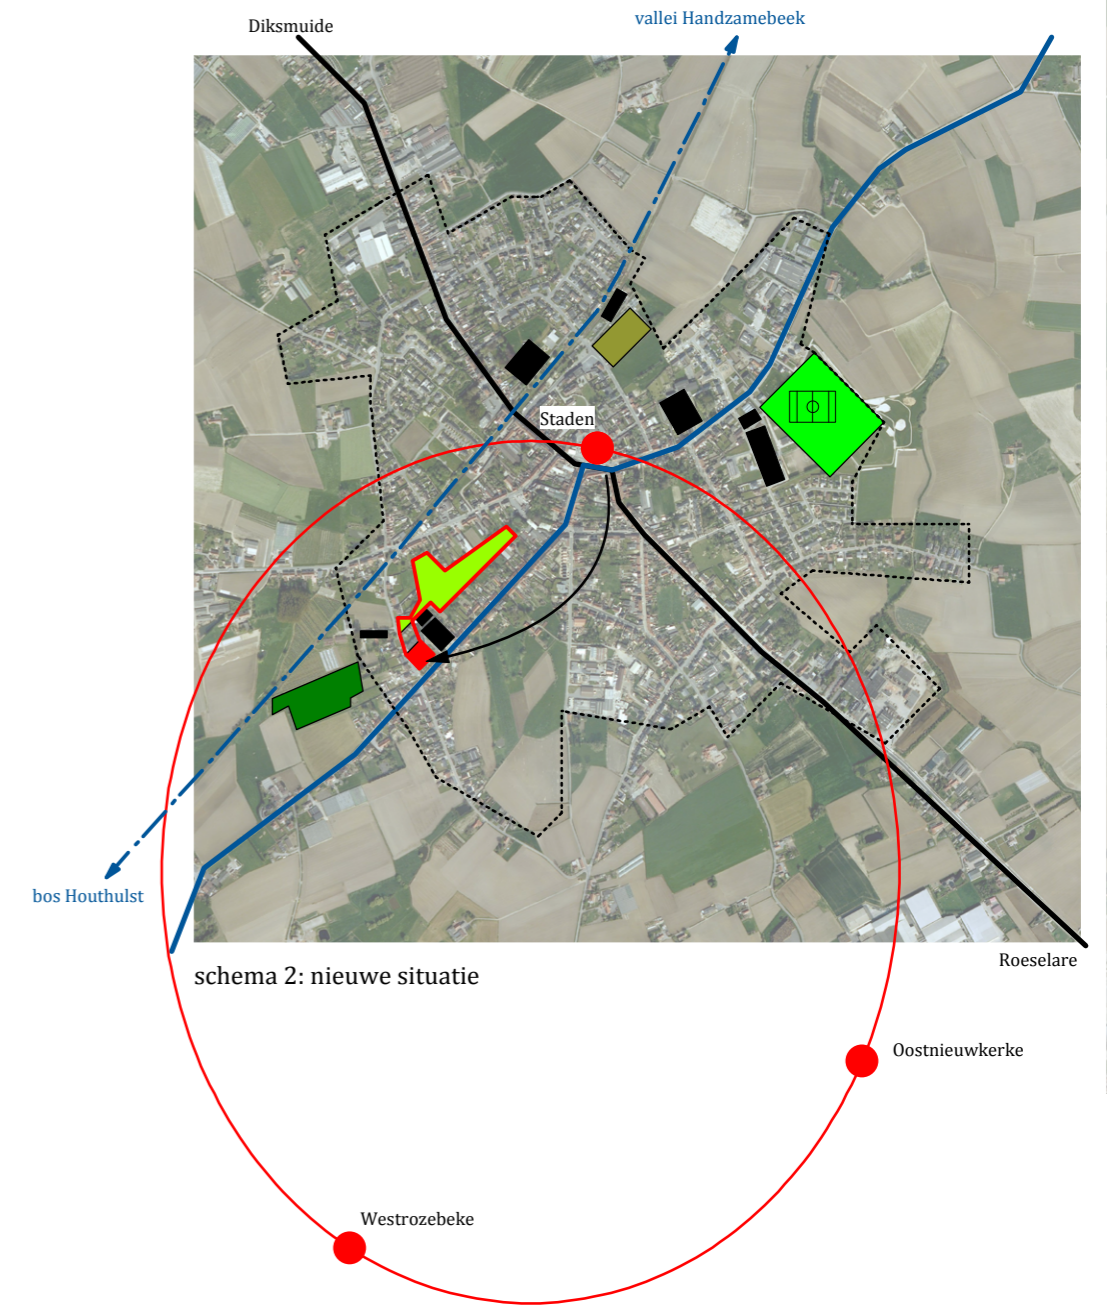 vallei Handzamebeek
Diksmuide
Staden
bos Houthulst
Roeselare
schema 2: nieuwe situatie
Oostnieuwkerke
Westrozebeke